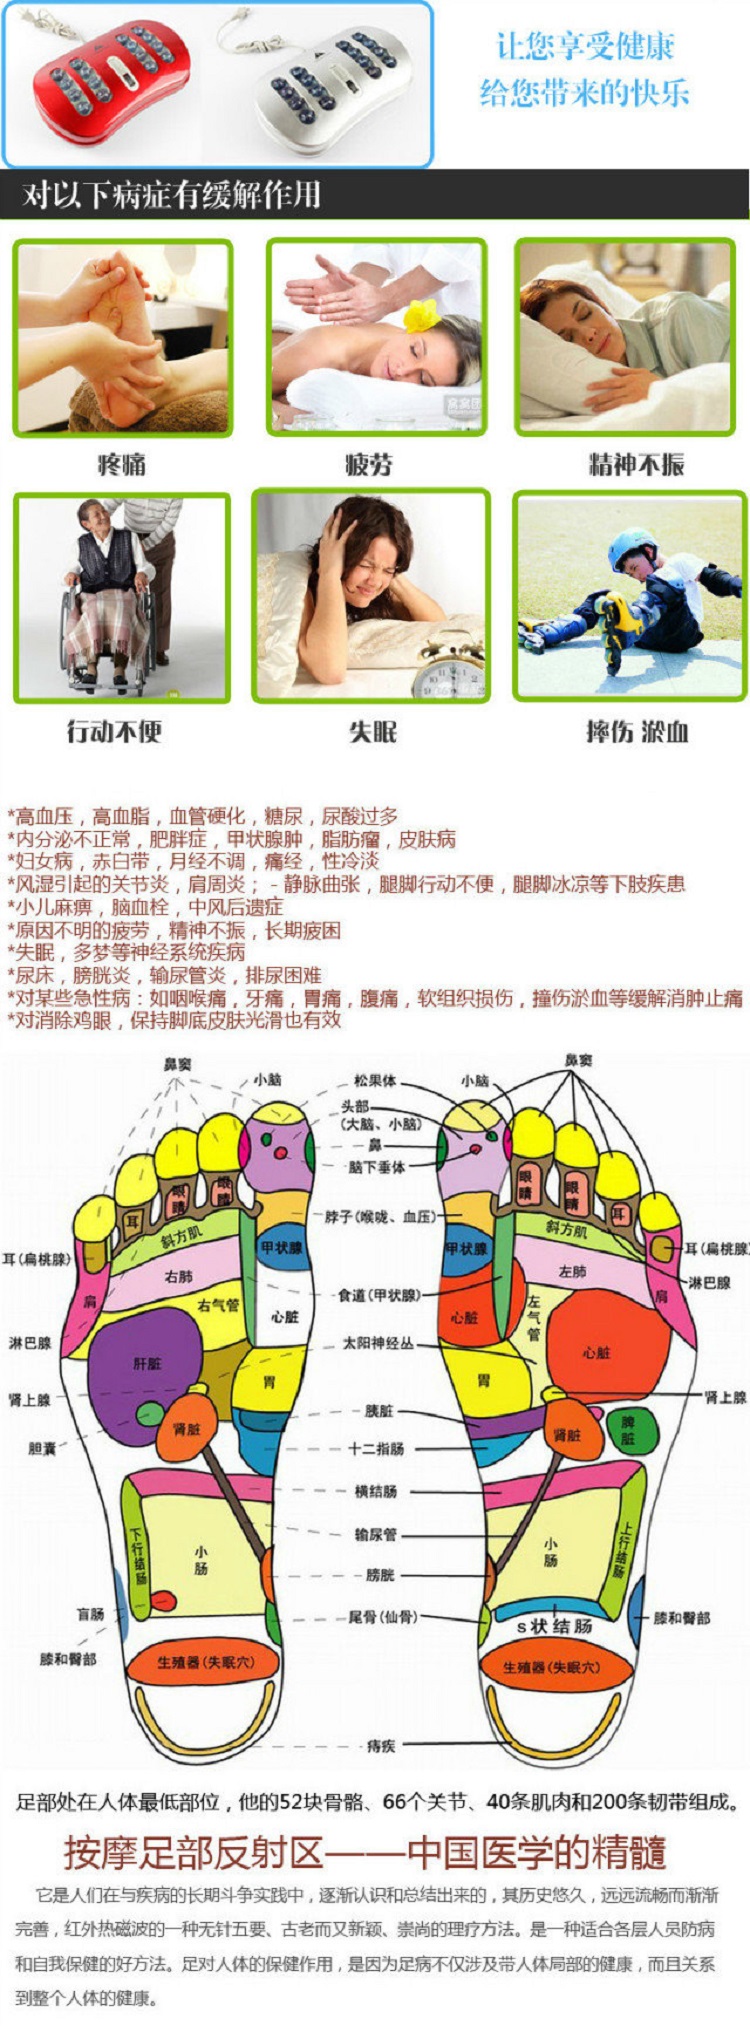 让您享受健康
给您带来的快乐
对以下病症有缓解作用
疼痛
疲劳
精神不振
行动不便
失眠
摔伤 淤血
*高血压，高血脂，血管硬化，糖尿，尿酸过多
*内分泌不正常，肥胖症，甲状腺肿，脂肪瘤，皮肤病
*妇女病，赤白带，月经不调，痛经，性冷淡
*风湿引起的关节炎，肩周炎；-静脉曲张，腿脚行动不便，腿脚冰凉等下肢疾患
*小儿麻痹，脑血栓，中风后遗症
*原因不明的疲劳，精神不振，长期疲困
*失眠，多梦等神经系统疾病
*尿床，膀胱炎，输尿管炎，排尿困难
*对某些急性病：如咽喉痛，牙痛，胃痛，腹痛，软组织损伤，撞伤淤血等缓解消肿止痛
*对消除鸡眼，保持脚底皮肤光滑也有效
鼻窦
小脑
松果体
小脑
鼻窦
头部
(大脑、小脑)
鼻
脑下垂体
耳
眼睛
眼睛
眼睛
眼睛
耳
脖子(喉咙、血压)
斜方肌
斜方肌
耳(扁桃腺)
甲状腺
甲状腺
耳(扁桃腺)
右肺
左肺
淋巴腺
肩
右气管
食道(甲状腺)
左气管
肩
心脏
心脏
淋巴腺
太阳神经丛
心脏
肝脏
胃
胃
肾上腺
肾上腺
胰脏
肾脏
肾脏
脾脏
胆囊
十二指肠
横结肠
下行结肠
小肠
输尿管
小肠
上行结肠
膀胱
盲肠
尾骨(仙骨)
s状结肠
膝和臀部
膝和臀部
生殖器(失眠穴)
生殖器(失眠穴)
痔疾
足部处在人体最低部位，他的52块骨骼、66个关节、40条肌肉和200条韧带组成。
按摩足部反射区——中国医学的精髓
它是人们在与疾病的长期斗争实践中，逐渐认识和总结出来的，其历史悠久，远远流畅而渐渐
完善，红外热磁波的一种无针五要、古老而又新颖、崇尚的理疗方法。是一种适合各层人员防病
和自我保健的好方法。足对人体的保健作用，是因为足病不仅涉及带人体局部的健康，而且关系
到整个人体的健康。